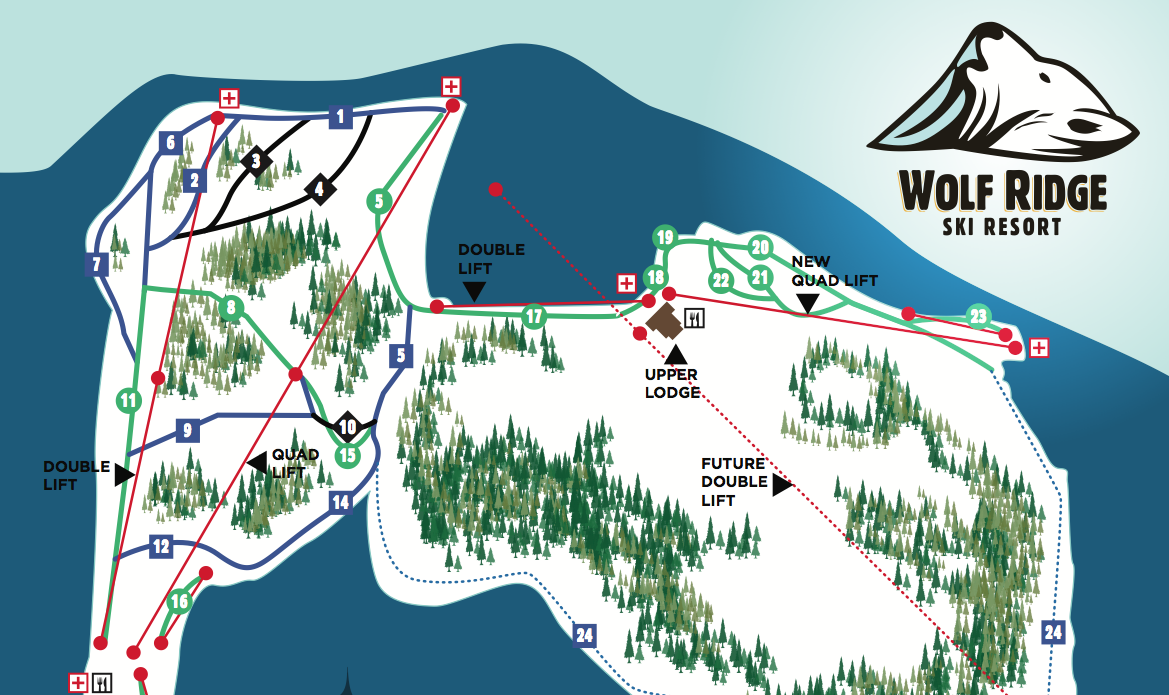 WOLF RIDGE
SKI RESORT
1
6
3
2
4
5
7
8
19
20
DOUBLE
LIFT
NEW
QUAD LIFT
18
22
21
17
23
5
UPPER
LODGE
11
9
10
15
DOUBLE
LIFT
QUAD
LIFT
FUTURE
DOUBLE
LIFT
14
12
16
24
24